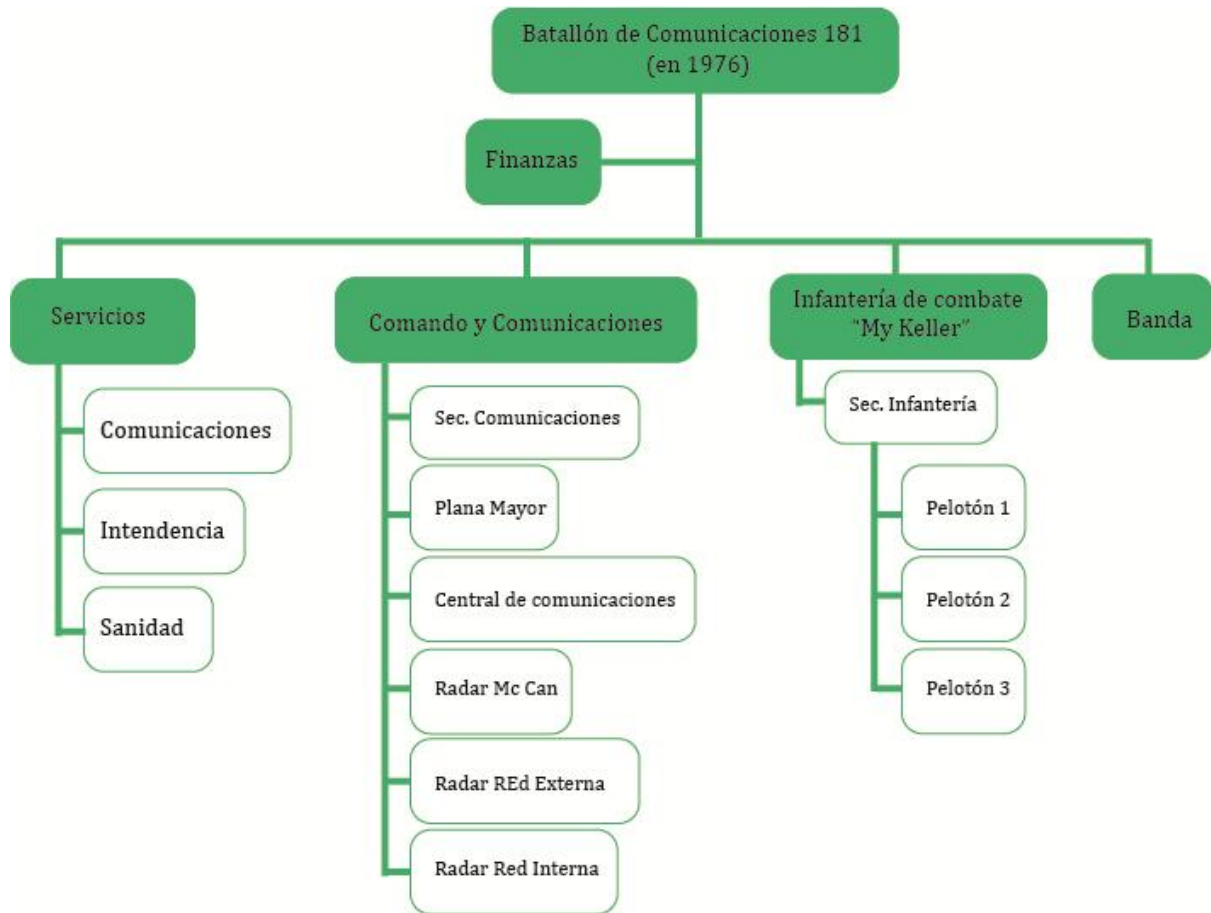 Batallón de Comunicaciones 181
(en 1976)
Finanzas
Servicios
Comunicaciones
Intendencia
Sanidad
Comando y Comunicaciones
Sec. Comunicaciones
Plana Mayor
Central de comunicaciones
Radar Mc Can
Radar REd Externa
Radar Red Interna
Infantería de combate
“My Keller”
Sec. Infantería
Pelotón 1
Pelotón 2
Pelotón 3
Banda